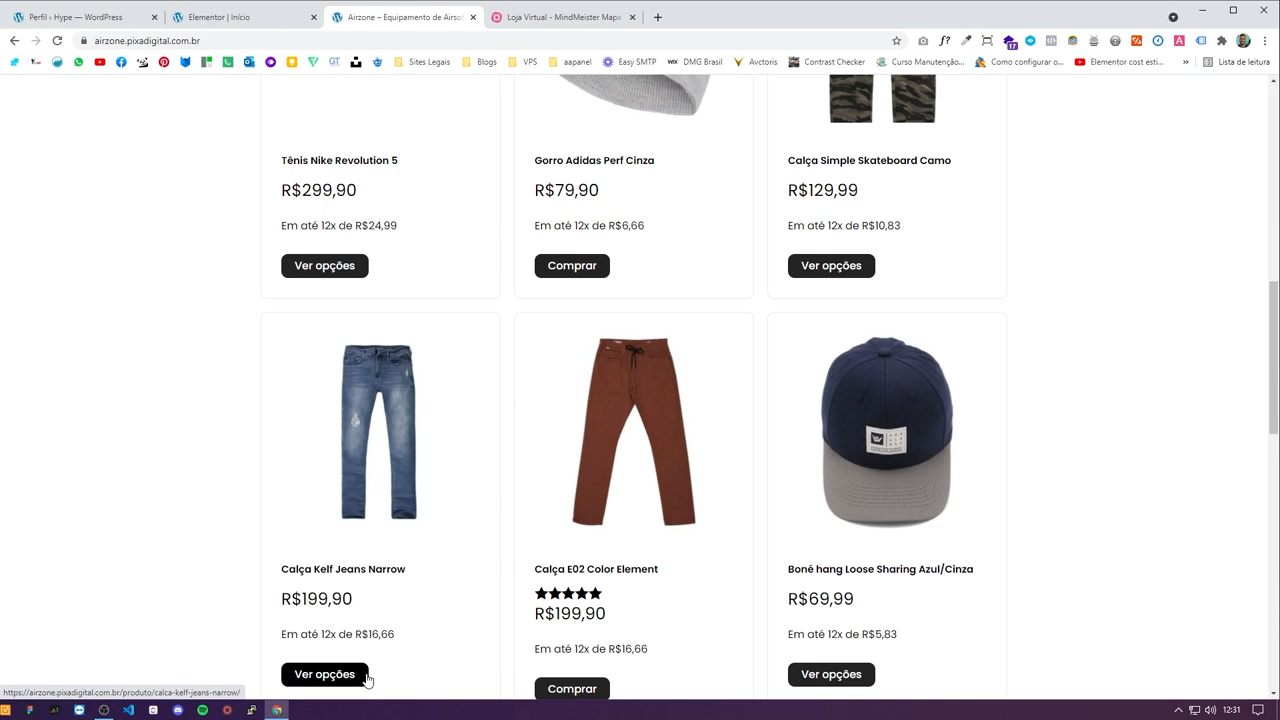 Perfil ‹ Hype — WordPress
Elementor | Início
Airzone – Equipamento de Airsof
Loja Virtual - MindMeister Mapa
airzone.pixadigital.com.br
17
Sites Legais
Blogs
VPS
aapanel
Easy SMTP
DMG Brasil
Avctoris
Contrast Checker
Curso Manutenção...
Como configurar o...
Elementor cost esti...
Lista de leitura
Tênis Nike Revolution 5
R$299,90
Em até 12x de R$24,99
Ver opções
Gorro Adidas Perf Cinza
R$79,90
Em até 12x de R$6,66
Comprar
Calça Simple Skateboard Camo
R$129,99
Em até 12x de R$10,83
Ver opções
Calça Kelf Jeans Narrow
R$199,90
Em até 12x de R$16,66
Ver opções
Calça E02 Color Element
R$199,90
Em até 12x de R$16,66
Comprar
Boné hang Loose Sharing Azul/Cinza
R$69,99
Em até 12x de R$5,83
Ver opções
https://airzone.pixadigital.com.br/produto/calca-kelf-jeans-narrow/
12:31